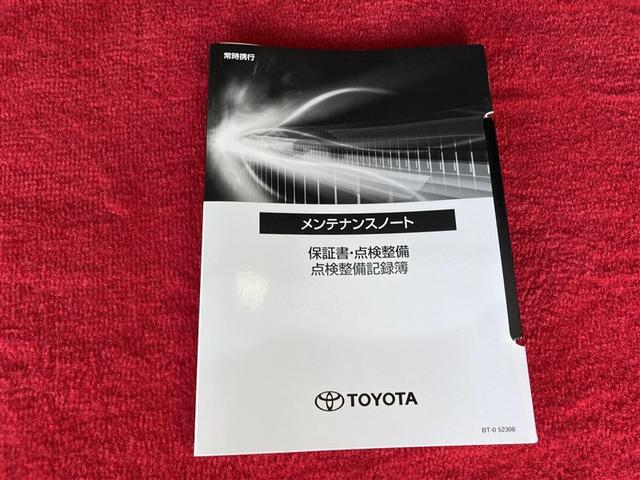 常時携行
メンテナンスノート
保証書・点検整備
点検整備記録簿
TOYOTA
BT-0 52308